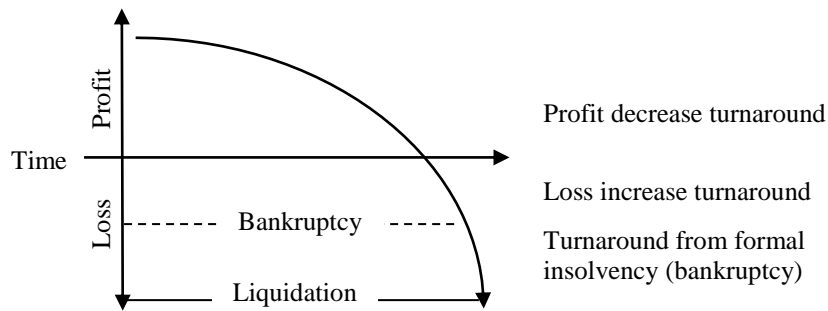 Profit
Profit decrease turnaround
Time
Loss increase turnaround
Loss
Bankruptcy
Turnaround from formal
insolvency (bankruptcy)
Liquidation